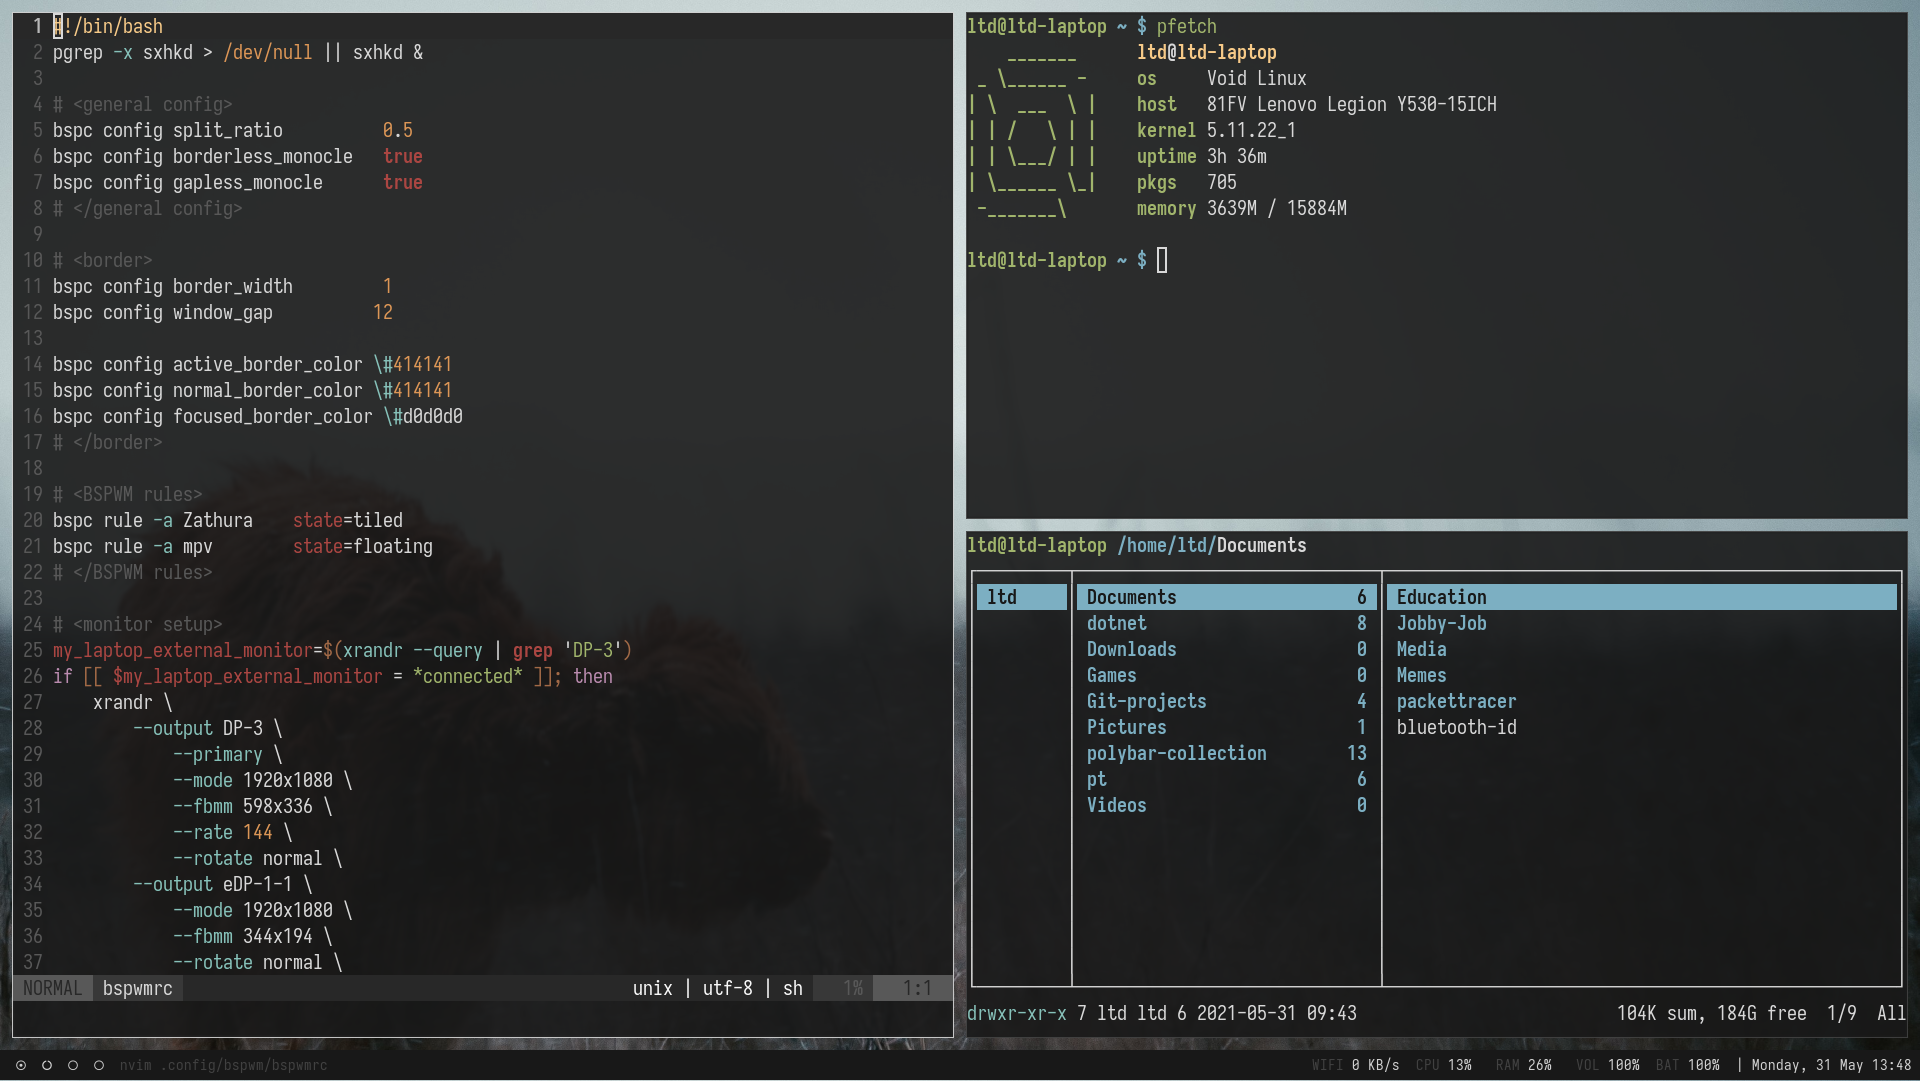 1 #!/bin/bash
2 pgrep -x sxhkd > /dev/null || sxhkd &
3
4 # <general config>
5 bspc config split_ratio          0.5
6 bspc config borderless_monocle   true
7 bspc config gapless_monocle      true
8 # </general config>
9
10 # <border>
11 bspc config border_width         1
12 bspc config window_gap          12
13
14 bspc config active_border_color \#414141
15 bspc config normal_border_color \#414141
16 bspc config focused_border_color \#d0d0d0
17 # </border>
18
19 # <BSPWM rules>
20 bspc rule -a Zathura    state=tiled
21 bspc rule -a mpv        state=floating
22 # </BSPWM rules>
23
24 # <monitor setup>
25 my_laptop_external_monitor=$(xrandr --query | grep 'DP-3')
26 if [[ $my_laptop_external_monitor = *connected* ]]; then
27     xrandr \
28         --output DP-3 \
29             --primary \
30             --mode 1920x1080 \
31             --fbmm 598x336 \
32             --rate 144 \
33             --rotate normal \
34         --output eDP-1-1 \
35             --mode 1920x1080 \
36             --fbmm 344x194 \
37             --rotate normal \
NORMAL bspwmrc unix | utf-8 | sh 1% 1:1
ltd@ltd-laptop ~ $ pfetch
ltd@ltd-laptop
os Void Linux
host 81FV Lenovo Legion Y530-15ICH
kernel 5.11.22_1
uptime 3h 36m
pkgs 705
memory 3639M / 15884M
ltd@ltd-laptop ~ $
ltd@ltd-laptop /home/ltd/Documents
ltd Documents 6 Education
dotnet 8 Jobby-Job
Downloads 0 Media
Games 0 Memes
Git-projects 4 packettracer
Pictures 1 bluetooth-id
polybar-collection 13
pt 6
Videos 0
drwxr-xr-x 7 ltd ltd 6 2021-05-31 09:43 104K sum, 184G free 1/9 All
nvim .config/bspwm/bspwmrc WIFI 0 KB/s CPU 13% RAM 26% VOL 100% BAT 100% | Monday, 31 May 13:48